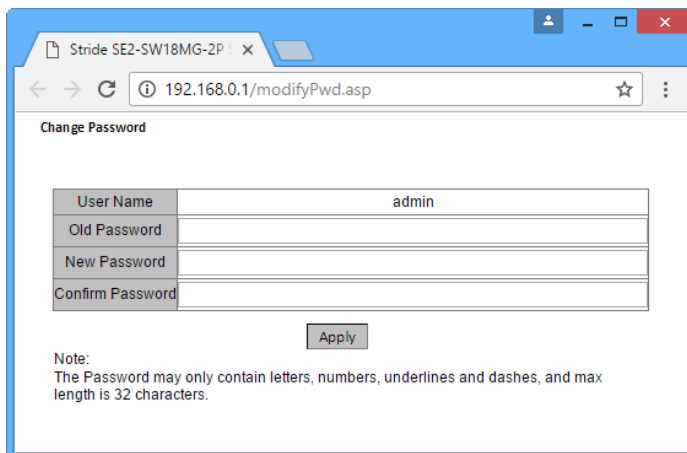 Stride SE2-SW18MG-2P
192.168.0.1/modifyPwd.asp
Change Password
User Name admin
Old Password
New Password
Confirm Password
Apply
Note:
The Password may only contain letters, numbers, underlines and dashes, and max
length is 32 characters.